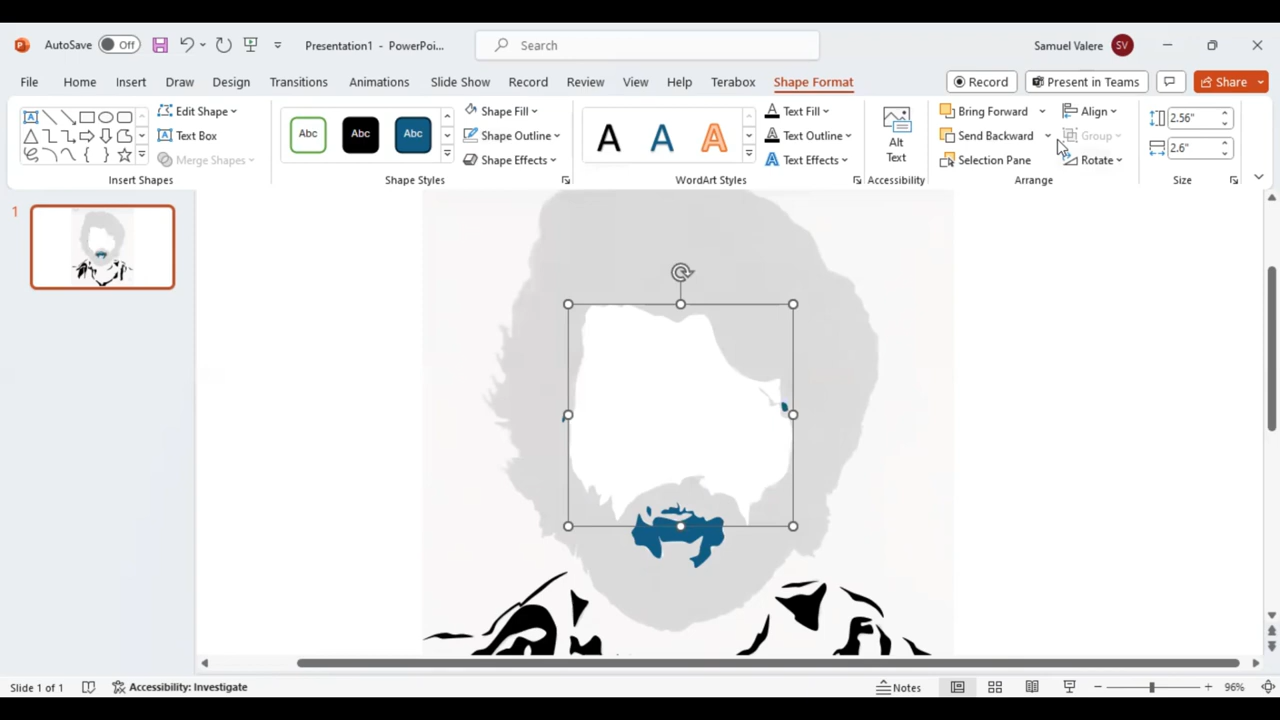 AutoSave Off Presentation1 - PowerPoi... Search Samuel Valere SV
File Home Insert Draw Design Transitions Animations Slide Show Record Review View Help Terabox Shape Format Record Present in Teams Share
Edit Shape Abc Abc Abc Shape Fill A A A Text Fill Alt Text Bring Forward Align 2.56"
A Text Box Shape Outline Text Outline Send Backward Group 2.6"
Merge Shapes Shape Effects Text Effects Selection Pane Rotate
Insert Shapes Shape Styles WordArt Styles Accessibility Arrange Size
1
Slide 1 of 1 Accessibility: Investigate Notes 96%